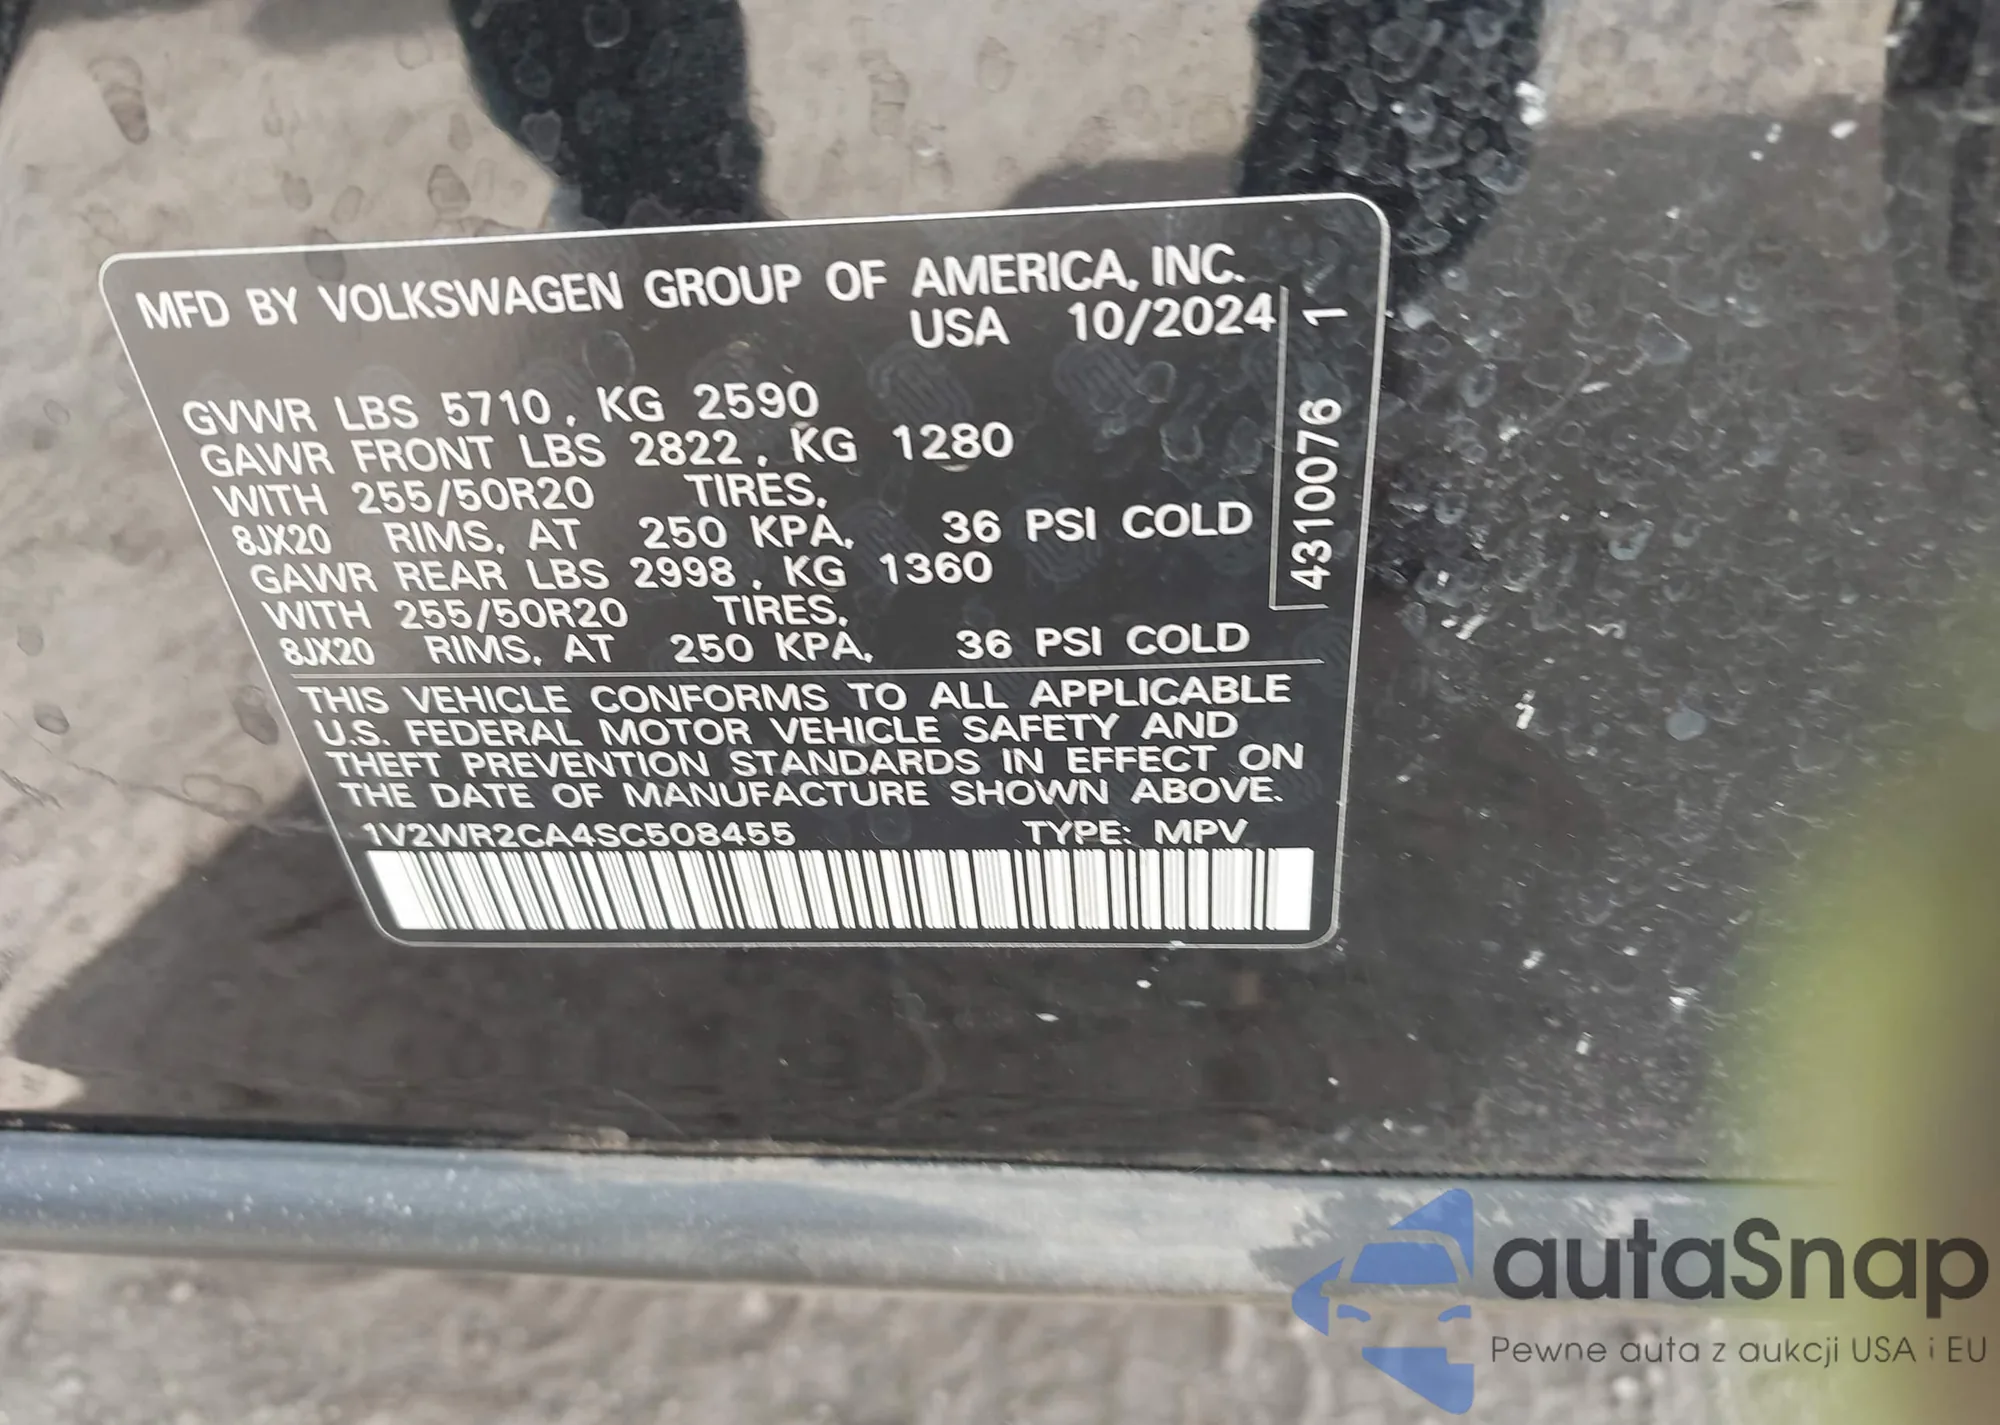 MFD BY VOLKSWAGEN GROUP OF AMERICA, INC.
USA 10/2024
GVWR LBS 5710, KG 2590
GAWR FRONT LBS 2822, KG 1280
WITH 255/50R20 TIRES,
8JX20 RIMS, AT 250 KPA, 36 PSI COLD
GAWR REAR LBS 2998, KG 1360
WITH 255/50R20 TIRES,
8JX20 RIMS, AT 250 KPA, 36 PSI COLD
THIS VEHICLE CONFORMS TO ALL APPLICABLE
U.S. FEDERAL MOTOR VEHICLE SAFETY AND
THEFT PREVENTION STANDARDS IN EFFECT ON
THE DATE OF MANUFACTURE SHOWN ABOVE.
1V2WR2CA4SC508455 TYPE: MPV
43100076 1
autaSnap
Pewne auta z aukcji USA i EU